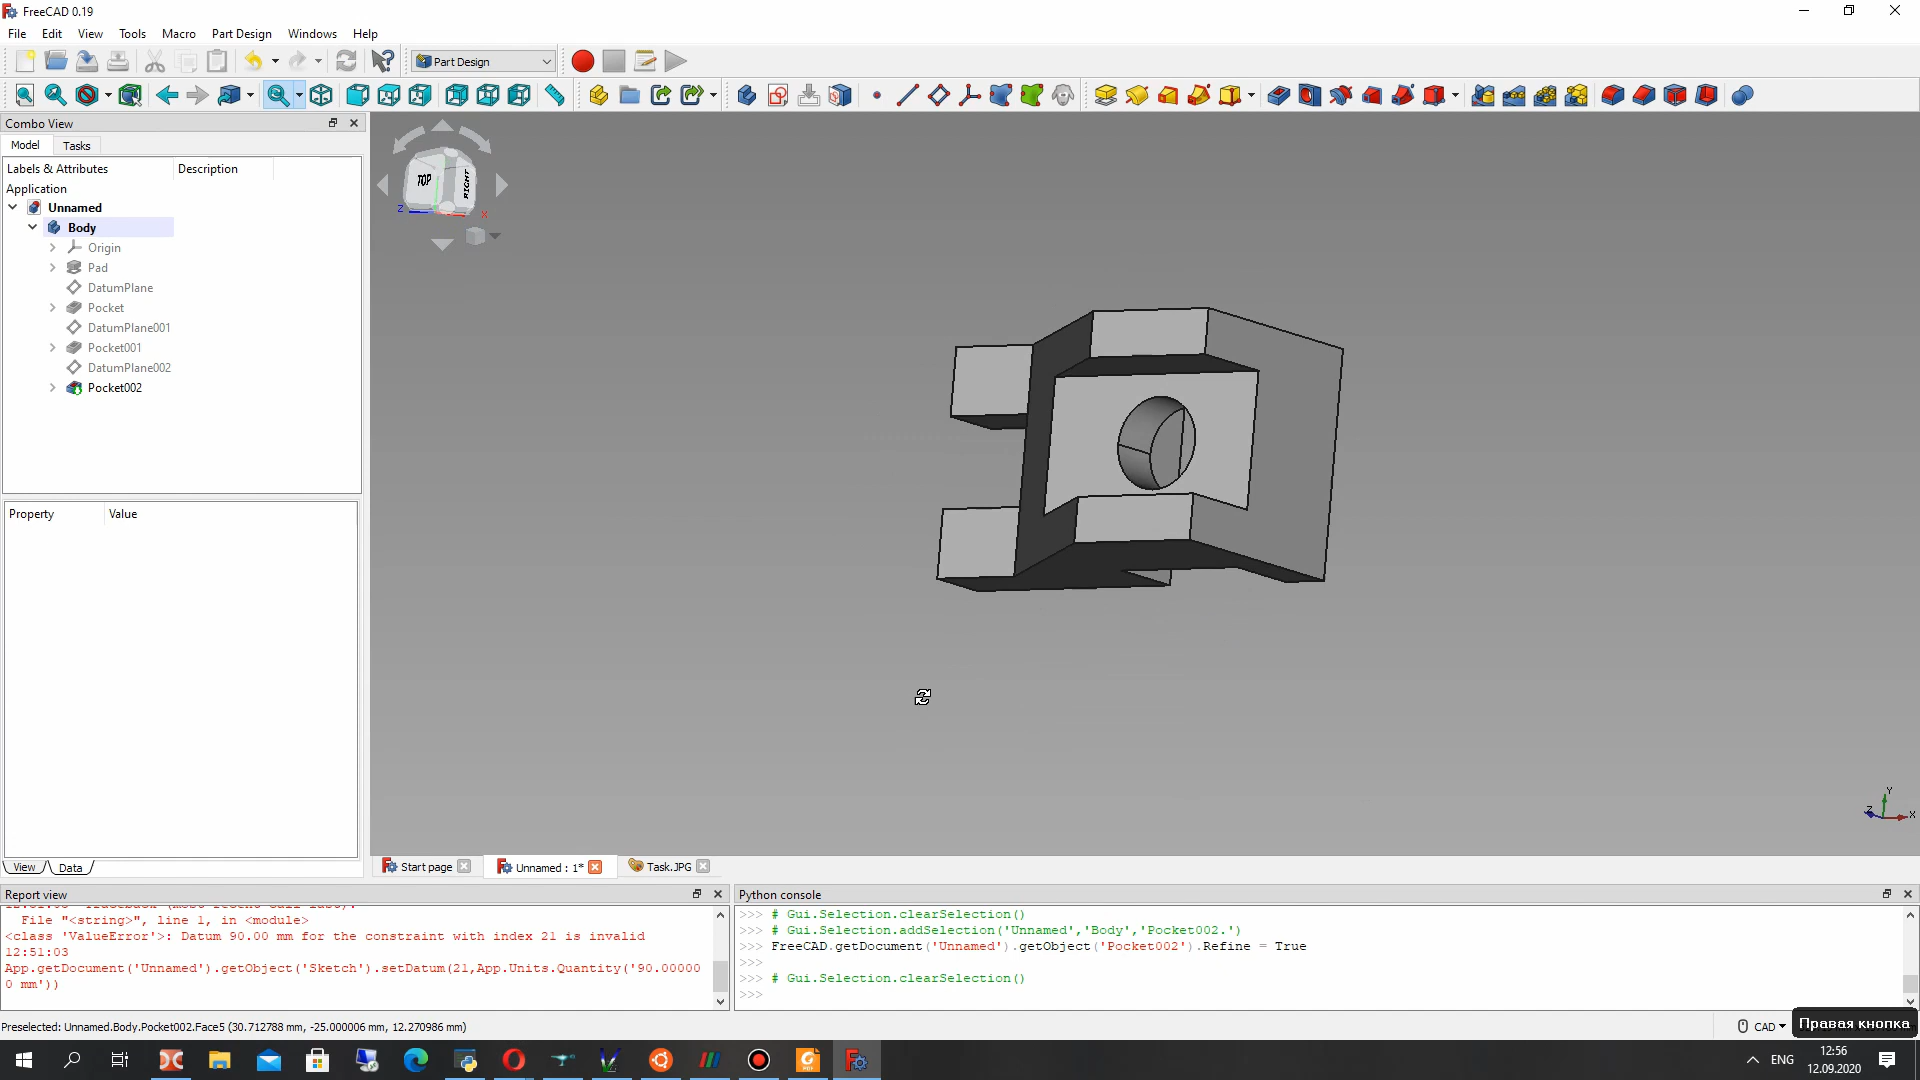 FreeCAD 0.19
File Edit View Tools Macro Part Design Windows Help
Part Design
Combo View
Model Tasks
Labels & Attributes Description
Application
Unnamed
Body
Origin
Pad
DatumPlane
Pocket
DatumPlane001
Pocket001
DatumPlane002
Pocket002
TOP RIGHT
Z X
Property Value
Y
Z X
View Data
Start page Unnamed : 1* Task.JPG
Report view
File "<string>", line 1, in <module>
<class 'ValueError'>: Datum 90.00 mm for the constraint with index 21 is invalid
12:51:03
App.getDocument('Unnamed').getObject('Sketch').setDatum(21,App.Units.Quantity('90.00000
0 mm'))
Python console
>>> # Gui.Selection.clearSelection()
>>> # Gui.Selection.addSelection('Unnamed','Body','Pocket002.')
>>> FreeCAD.getDocument('Unnamed').getObject('Pocket002').Refine = True
>>>
>>> # Gui.Selection.clearSelection()
>>>
Preselected: Unnamed.Body.Pocket002.Face5 (30.712788 mm, -25.000006 mm, 12.270986 mm)
CAD
Правая кнопка
ENG
12:56
12.09.2020